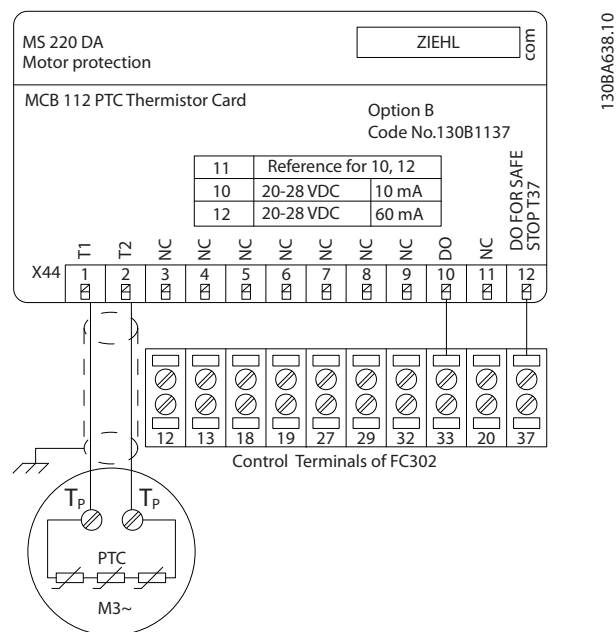 130BA638.10
MS 220 DA
Motor protection
ZIEHL
com
MCB 112 PTC Thermistor Card
Option B
Code No.130B1137
11 Reference for 10, 12
10 20-28 VDC 10 mA
12 20-28 VDC 60 mA
T1 T2 NC NC NC NC NC NC NC DO NC DO FOR SAFE STOP T37
X44 1 2 3 4 5 6 7 8 9 10 11 12
12 13 18 19 27 29 32 33 20 37
Control Terminals of FC302
TP TP
PTC
M3~